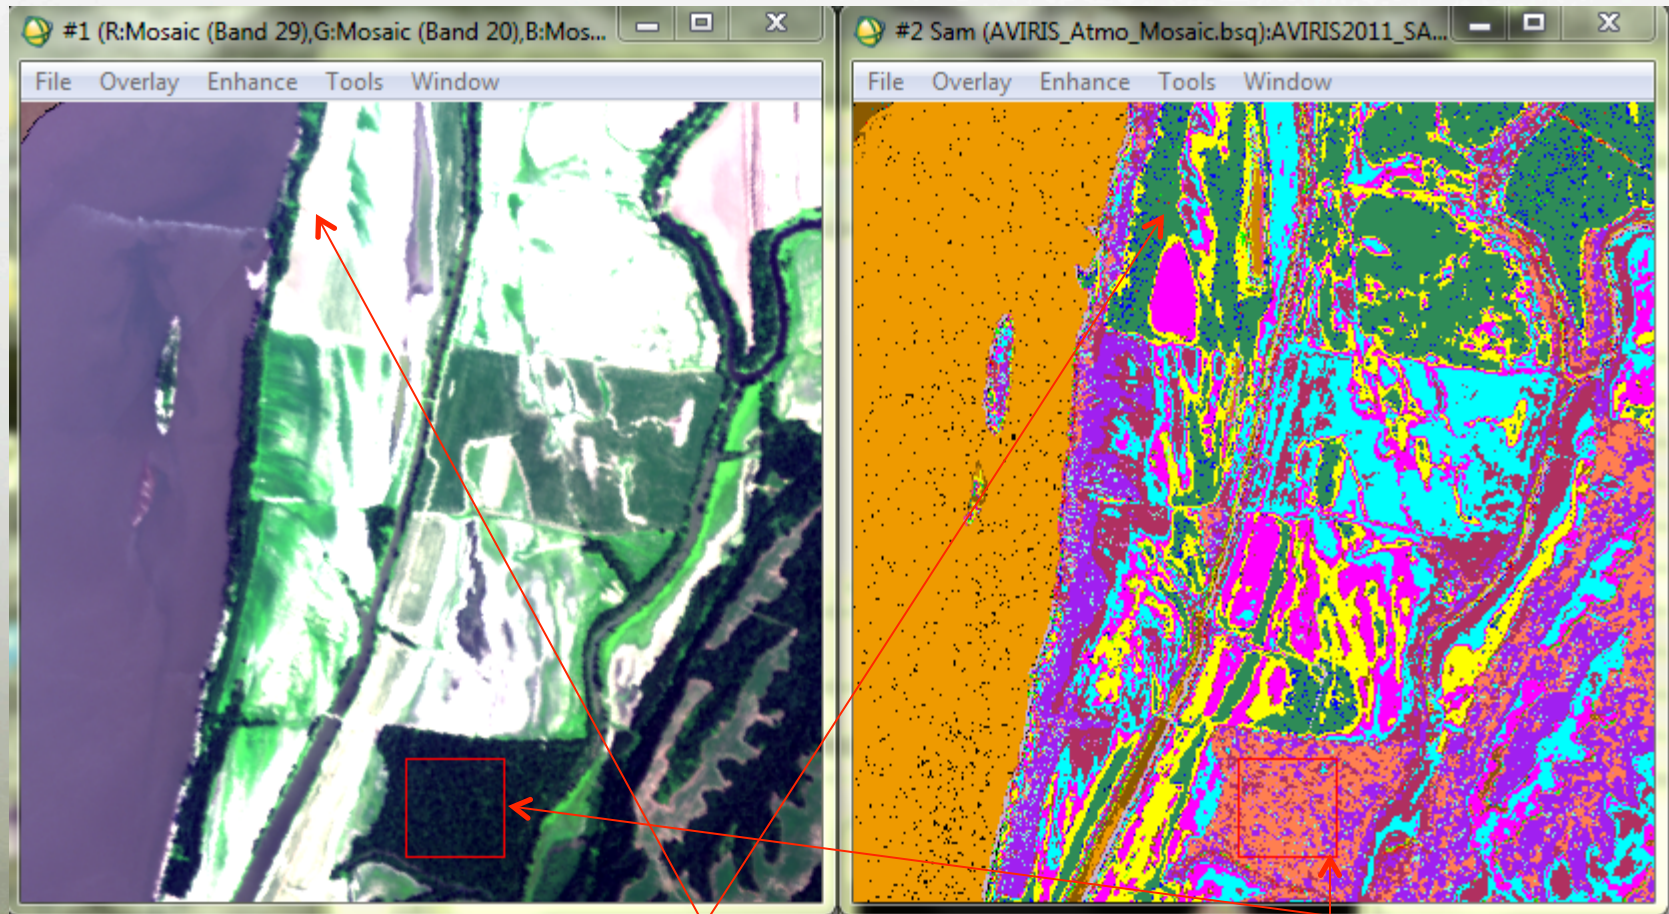 #1 (R:Mosaic (Band 29),G:Mosaic (Band 20),B:Mos...
File Overlay Enhance Tools Window
#2 Sam (AVIRIS_Atmo_Mosaic.bsq):AVIRIS2011_SA...
File Overlay Enhance Tools Window